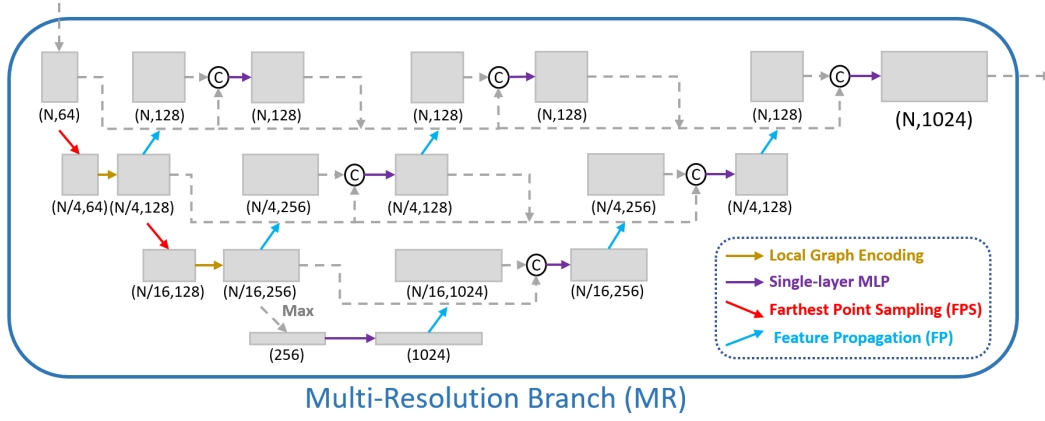 C C C
(N,64) (N,128) (N,128) (N,128) (N,128) (N,128) (N,1024)
C C
(N/4,64) (N/4,128) (N/4,256) (N/4,128) (N/4,256) (N/4,128)
C
(N/16,128) (N/16,256) (N/16,1024) (N/16,256)
Max
(256) (1024)
Local Graph Encoding
Single-layer MLP
Farthest Point Sampling (FPS)
Feature Propagation (FP)
Multi-Resolution Branch (MR)